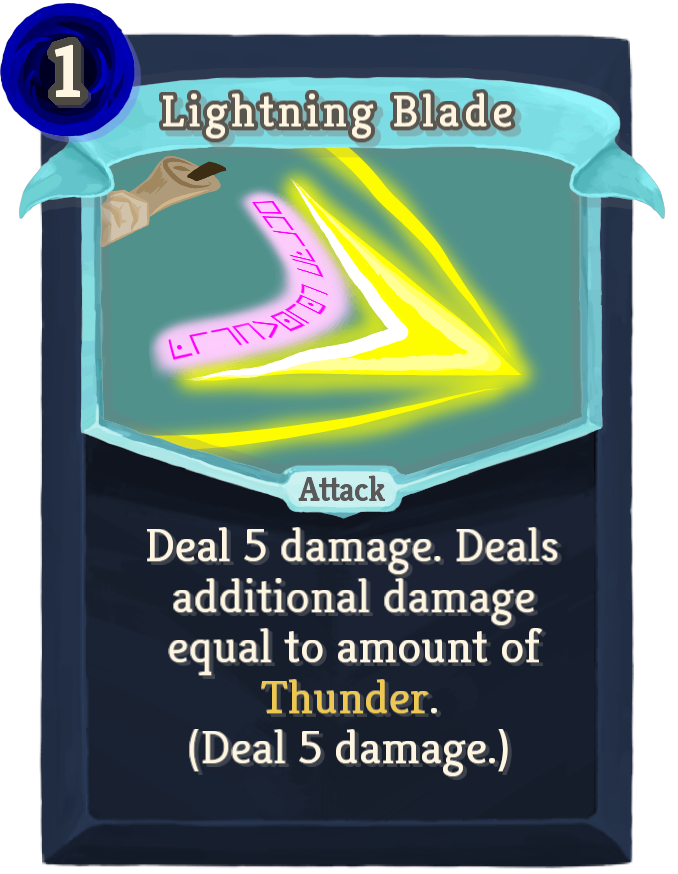 1
Lightning Blade
Attack
Deal 5 damage. Deals
additional damage
equal to amount of
Thunder.
(Deal 5 damage.)